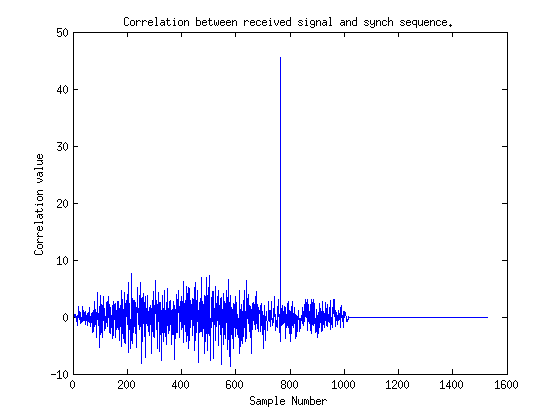 Correlation between received signal and synch sequence.
50
40
30
20
10
0
-10
Correlation value
0 200 400 600 800 1000 1200 1400 1600
Sample Number